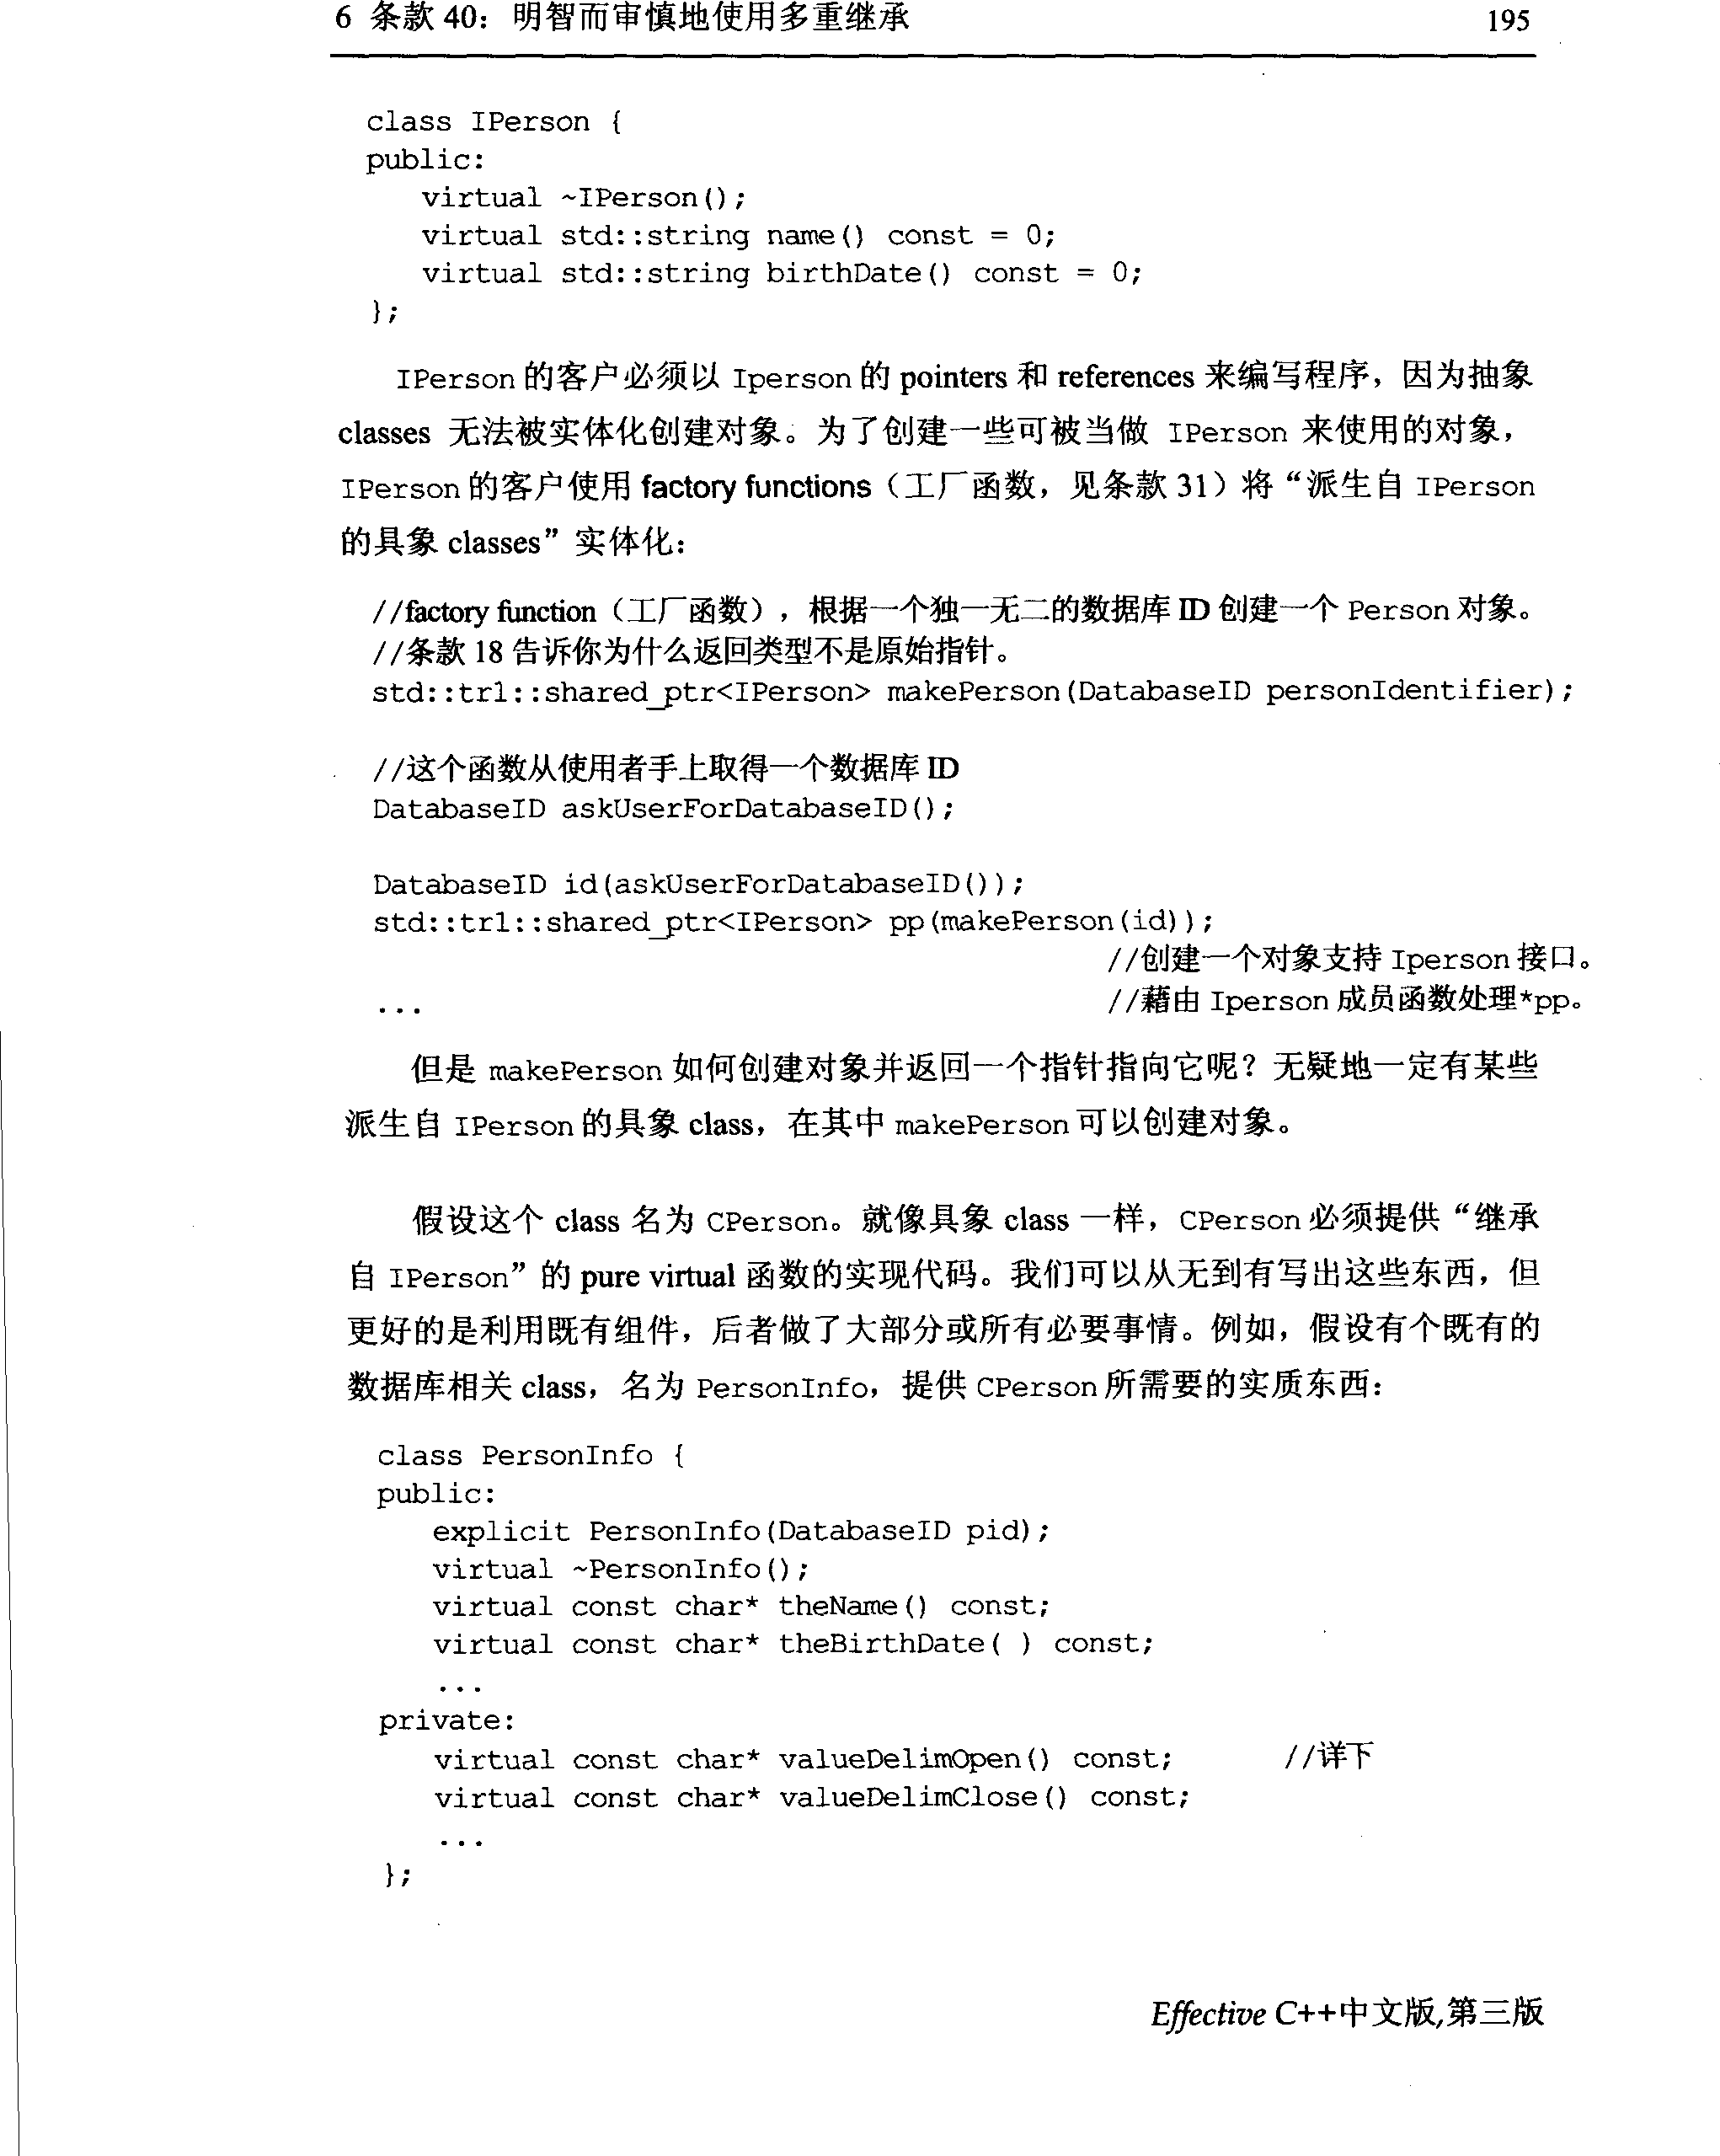 6 条款 40：明智而审慎地使用多重继承 195
class IPerson {
public:
virtual ~IPerson();
virtual std::string name() const = 0;
virtual std::string birthDate() const = 0;
};
IPerson 的客户必须以 Iperson 的 pointers 和 references 来编写程序，因为抽象
classes 无法被实体化创建对象。为了创建一些可被当做 IPerson 来使用的对象，
IPerson 的客户使用 factory functions（工厂函数，见条款 31）将“派生自 IPerson
的具象 classes”实体化：
//factory function（工厂函数），根据一个独一无二的数据库 ID 创建一个 Person 对象。
//条款 18 告诉你为什么返回类型不是原始指针。
std::tr1::shared_ptr<IPerson> makePerson(DatabaseID personIdentifier);
//这个函数从使用者手上取得一个数据库 ID
DatabaseID askUserForDatabaseID();
DatabaseID id(askUserForDatabaseID());
std::tr1::shared_ptr<IPerson> pp(makePerson(id));
//创建一个对象支持 Iperson 接口。
... //藉由 Iperson 成员函数处理*pp。
但是 makePerson 如何创建对象并返回一个指针指向它呢？无疑地一定有某些
派生自 IPerson 的具象 class，在其中 makePerson 可以创建对象。
假设这个 class 名为 CPerson。就像具象 class 一样，CPerson 必须提供“继承
自 IPerson”的 pure virtual 函数的实现代码。我们可以从无到有写出这些东西，但
更好的是利用既有组件，后者做了大部分或所有必要事情。例如，假设有个既有的
数据库相关 class，名为 PersonInfo，提供 CPerson 所需要的实质东西：
class PersonInfo {
public:
explicit PersonInfo(DatabaseID pid);
virtual ~PersonInfo();
virtual const char* theName() const;
virtual const char* theBirthDate( ) const;
...
private:
virtual const char* valueDelimOpen() const; //详下
virtual const char* valueDelimClose() const;
...
};
Effective C++中文版,第三版